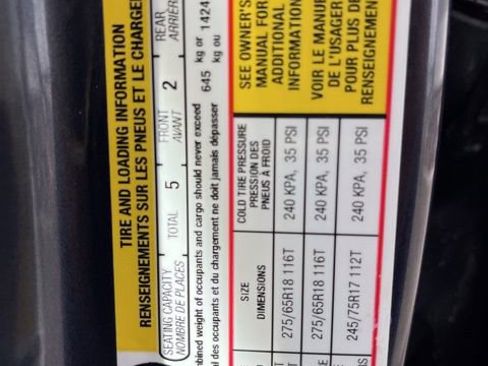 TIRE AND LOADING INFORMATION
RENSEIGNEMENTS SUR LES PNEUS ET LE
SEATING CAPACITY
NOMBRE DE PLACES
TOTAL 5
FRONT
AVANT 2
REAR
weight of occupants and cargo should never exceed 645 kg or 1424
des occupants et du chargement ne doit jamais dépasser kg ou
SIZE
DIMENSIONS
COLD TIRE PRESSURE
PRESSION DES
PNEUS À FROID
275/65R18 116T 240 KPA, 35 PSI
275/65R18 116T 240 KPA, 35 PSI
245/75R17 112T 240 KPA, 35 PSI
SEE OWNER'S
MANUAL FOR
ADDITIONAL
INFORMATION
VOIR LE MANUEL
DE L'USAGER
POUR PLUS DE
RENSEIGNEMENT